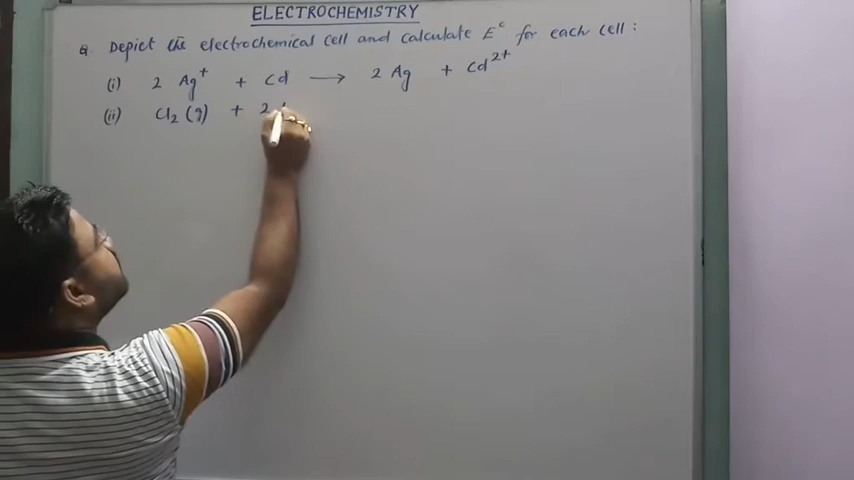 ELECTROCHEMISTRY
Q. Depict the electrochemical cell and calculate E° for each cell :
(i) 2 Ag⁺ + Cd ⟶ 2 Ag + Cd²⁺
(ii) Cl₂(g) + 2